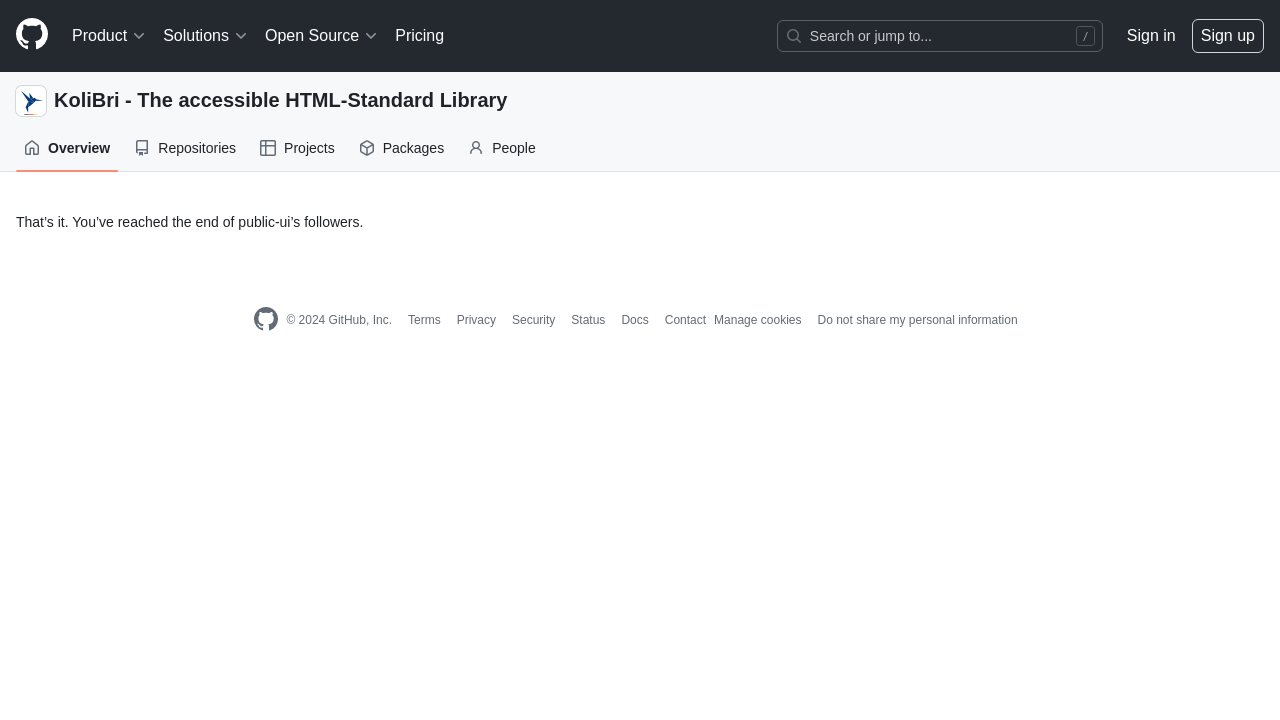 Product Solutions Open Source Pricing Search or jump to... / Sign in Sign up
KoliBri - The accessible HTML-Standard Library
Overview Repositories Projects Packages People
That’s it. You’ve reached the end of public-ui’s followers.
© 2024 GitHub, Inc. Terms Privacy Security Status Docs Contact Manage cookies Do not share my personal information